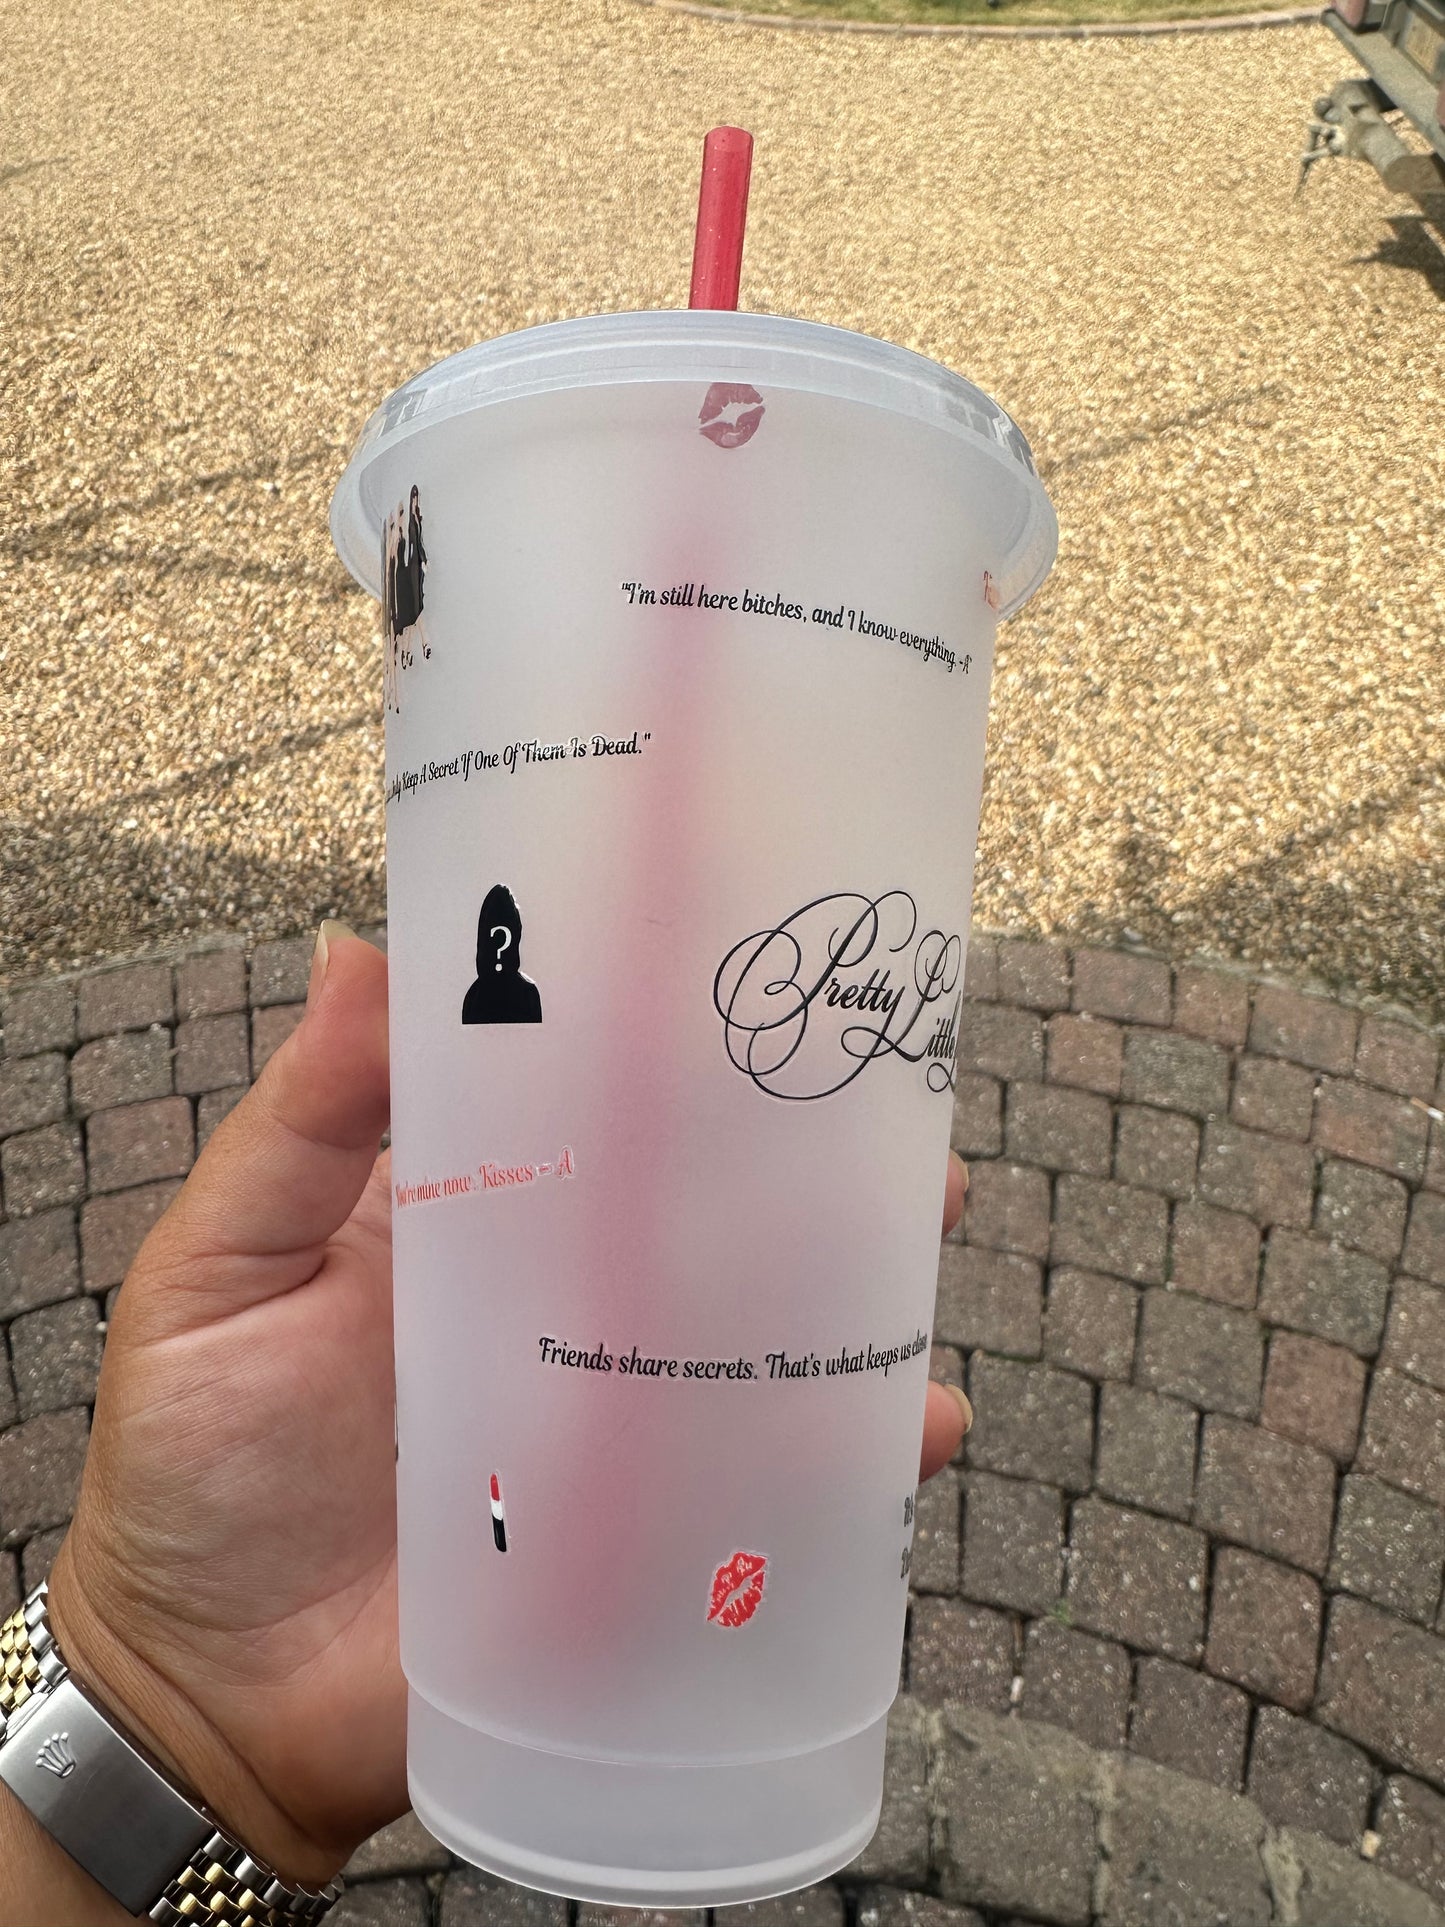 "I'm still here bitches, and I know everything. -A"
Keep A Secret If One Of Them Is Dead."
?
Pretty
Little
You're mine now. Kisses - A
Friends share secrets. That's what keeps us close